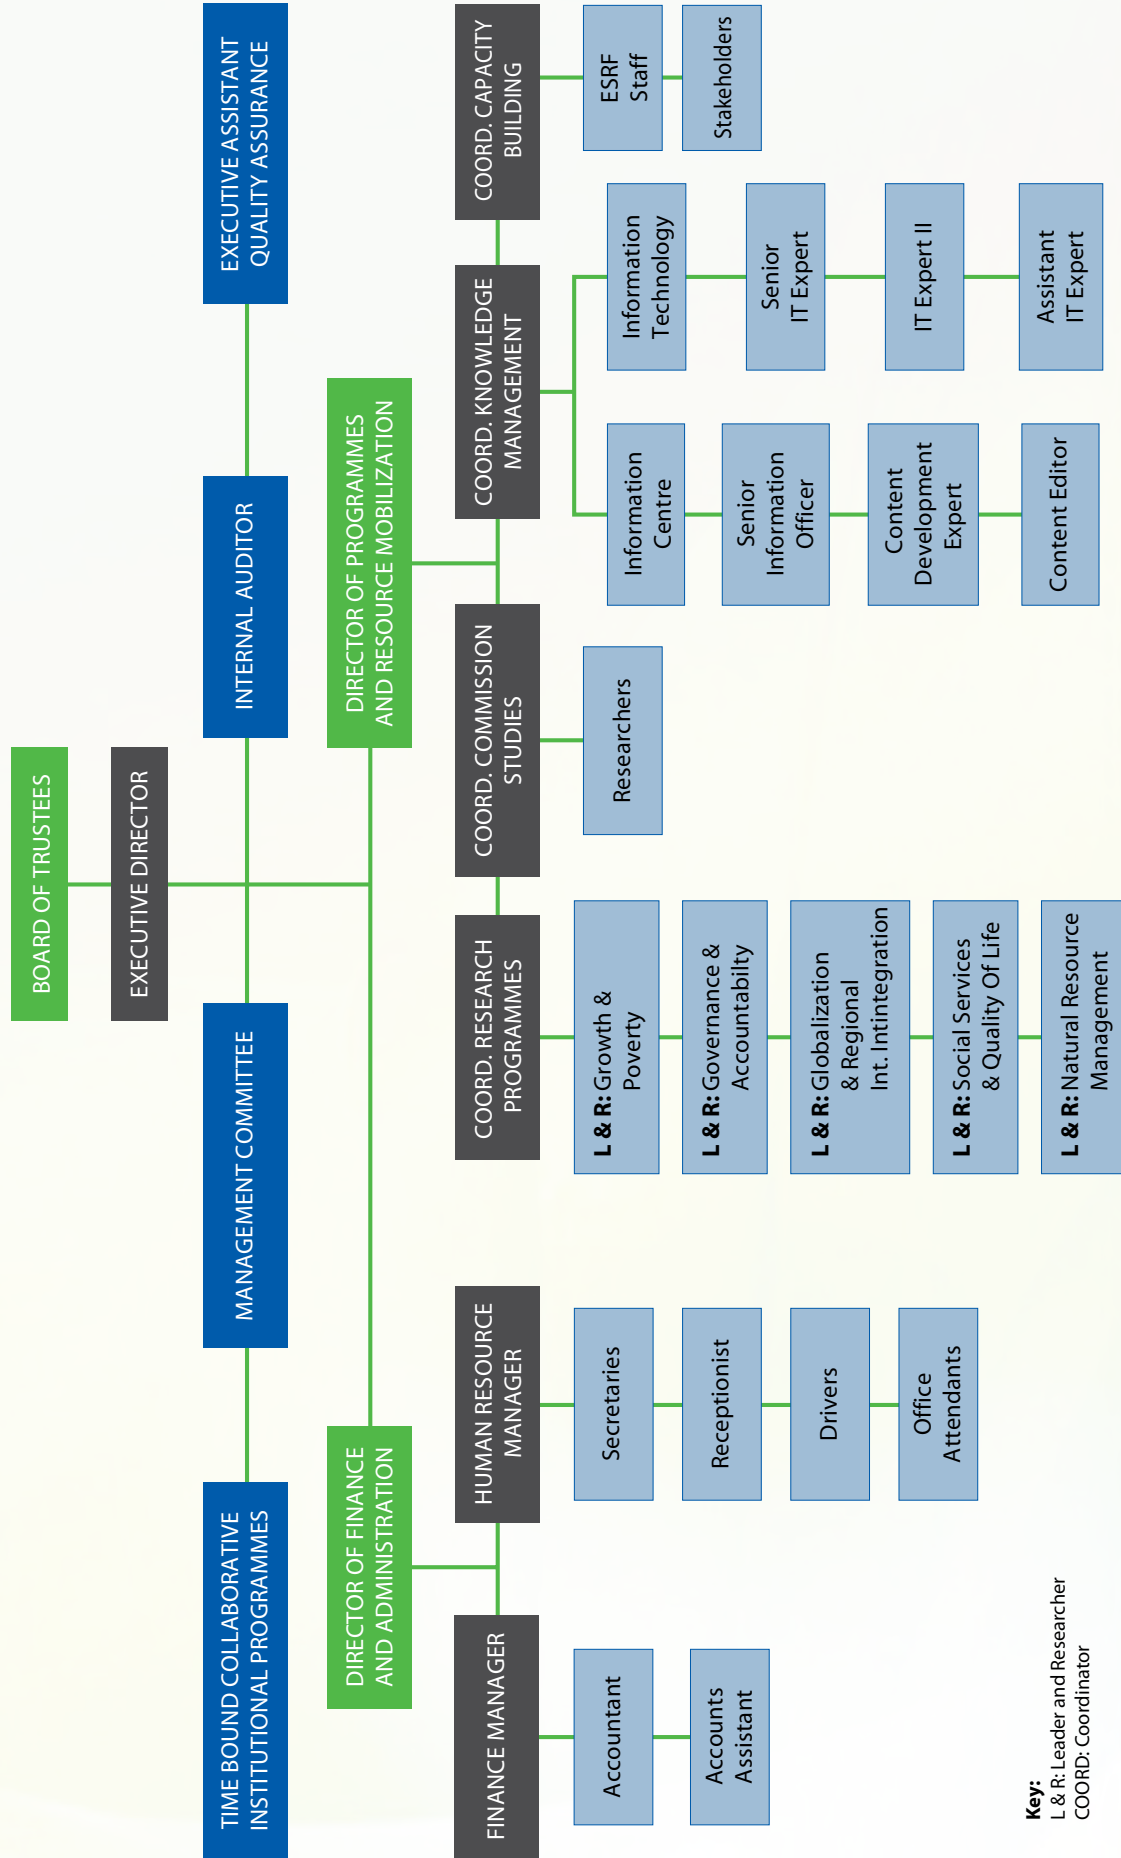 BOARD OF TRUSTEES
EXECUTIVE DIRECTOR
TIME BOUND COLLABORATIVE
INSTITUTIONAL PROGRAMMES
MANAGEMENT COMMITTEE
INTERNAL AUDITOR
EXECUTIVE ASSISTANT
QUALITY ASSURANCE
DIRECTOR OF FINANCE
AND ADMINISTRATION
DIRECTOR OF PROGRAMMES
AND RESOURCE MOBILIZATION
FINANCE MANAGER
HUMAN RESOURCE
MANAGER
COORD. RESEARCH
PROGRAMMES
COORD. COMMISSION
STUDIES
COORD. KNOWLEDGE
MANAGEMENT
COORD. CAPACITY
BUILDING
Accountant
Accounts
Assistant
Secretaries
Receptionist
Drivers
Office
Attendants
L & R: Growth &
Poverty
L & R: Governance &
Accountabilty
L & R: Globalization
& Regional
Int. Intintegration
L & R: Social Services
& Quality Of Life
L & R: Natural Resource
Management
Researchers
Information
Centre
Senior
Information
Officer
Content
Development
Expert
Content Editor
Information
Technology
Senior
IT Expert
IT Expert II
Assistant
IT Expert
ESRF
Staff
Stakeholders
Key:
L & R: Leader and Researcher
COORD: Coordinator